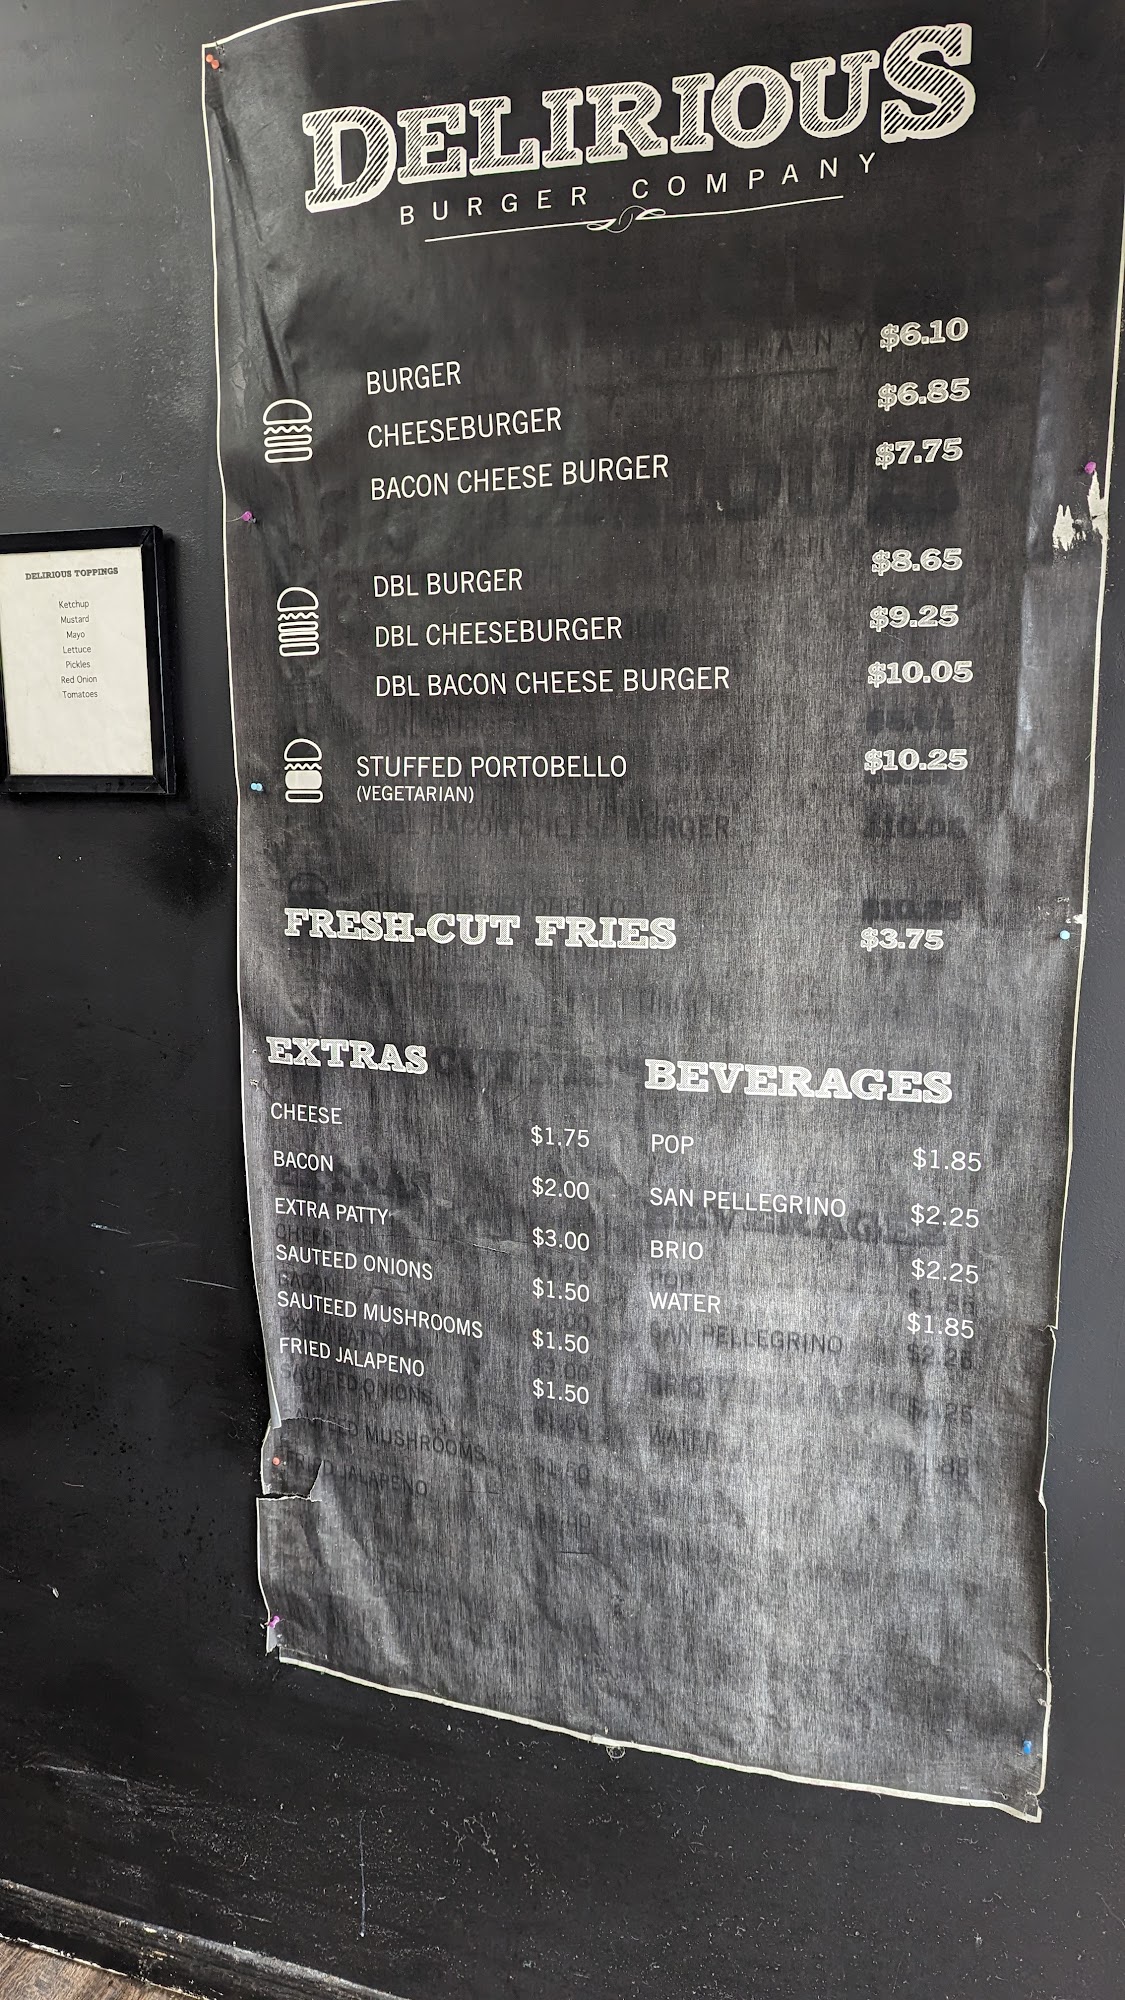 DELIRIOUS
BURGER COMPANY
BURGER $6.10
CHEESEBURGER $6.85
BACON CHEESE BURGER $7.75
DBL BURGER $8.65
DBL CHEESEBURGER $9.25
DBL BACON CHEESE BURGER $10.05
STUFFED PORTOBELLO $10.25
(VEGETARIAN)
FRESH-CUT FRIES $3.75
EXTRAS
CHEESE $1.75
BACON $2.00
EXTRA PATTY $3.00
SAUTEED ONIONS $1.50
SAUTEED MUSHROOMS $1.50
FRIED JALAPENO $1.50
BEVERAGES
POP $1.85
SAN PELLEGRINO $2.25
BRIO $2.25
WATER $1.85
DELIRIOUS TOPPINGS
Ketchup
Mustard
Mayo
Lettuce
Pickles
Red Onion
Tomatoes